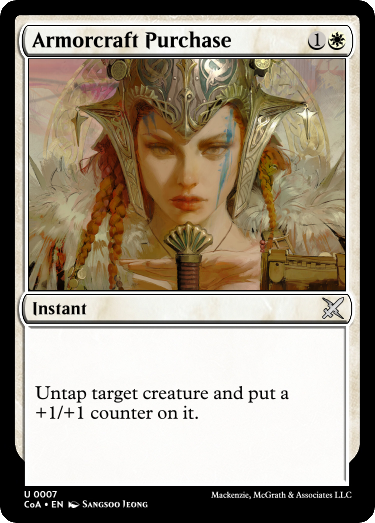 Armorcraft Purchase 1
Instant
Untap target creature and put a
+1/+1 counter on it.
U 0007
CoA • EN Sangsoo Jeong
Mackenzie, McGrath & Associates LLC